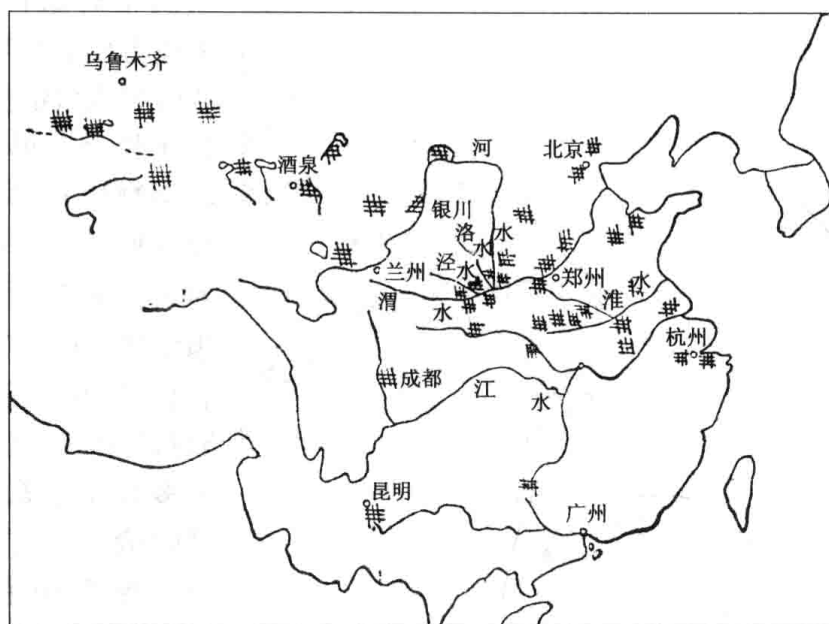 乌鲁木齐
酒泉
河
北京
银川
洛
水
水
泾
水
兰州
郑州
渭
水
淮
水
杭州
成都
江
水
昆明
广州